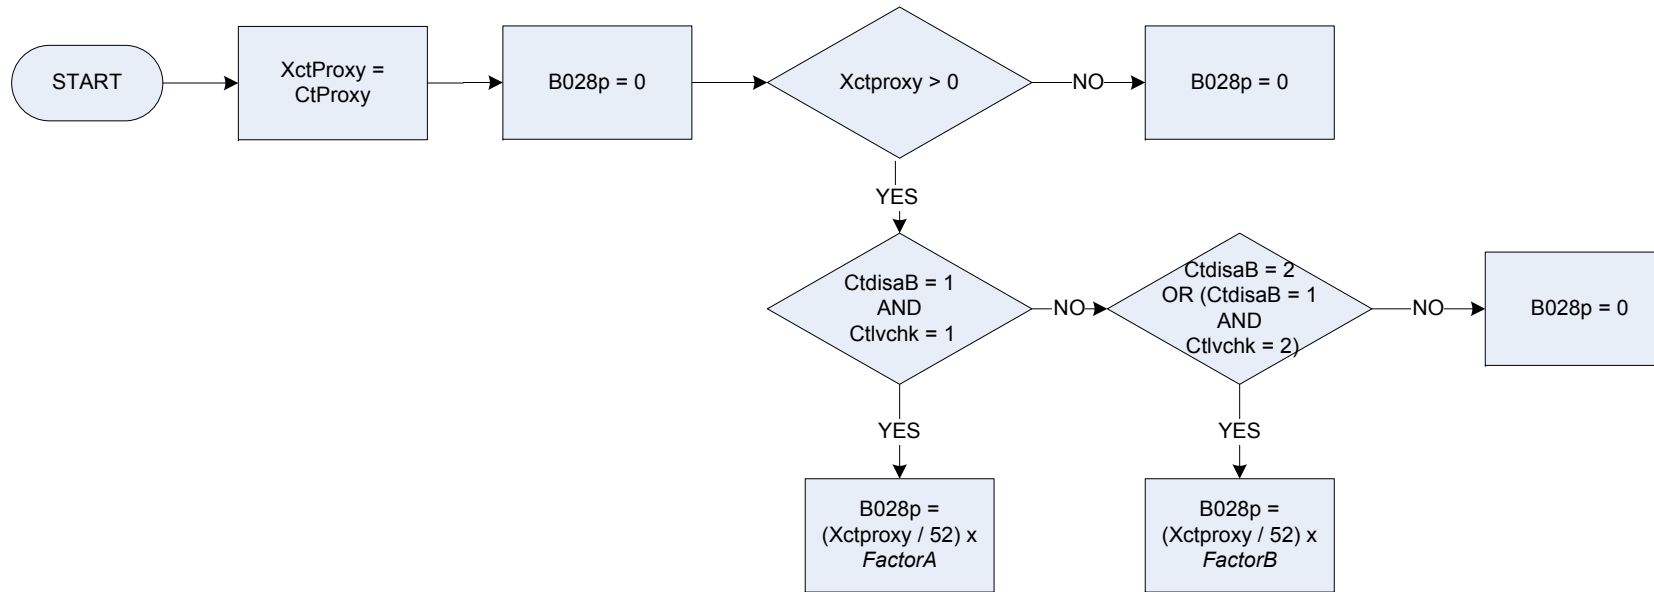 START
XctProxy =
CtProxy
B028p = 0
Xctproxy > 0
NO
B028p = 0
YES
CtdisaB = 1
AND
Ctlvchk = 1
NO
CtdisaB = 2
OR (CtdisaB = 1
AND
Ctlvchk = 2)
NO
B028p = 0
YES
B028p =
(Xctproxy / 52) x
FactorA
YES
B028p =
(Xctproxy / 52) x
FactorB